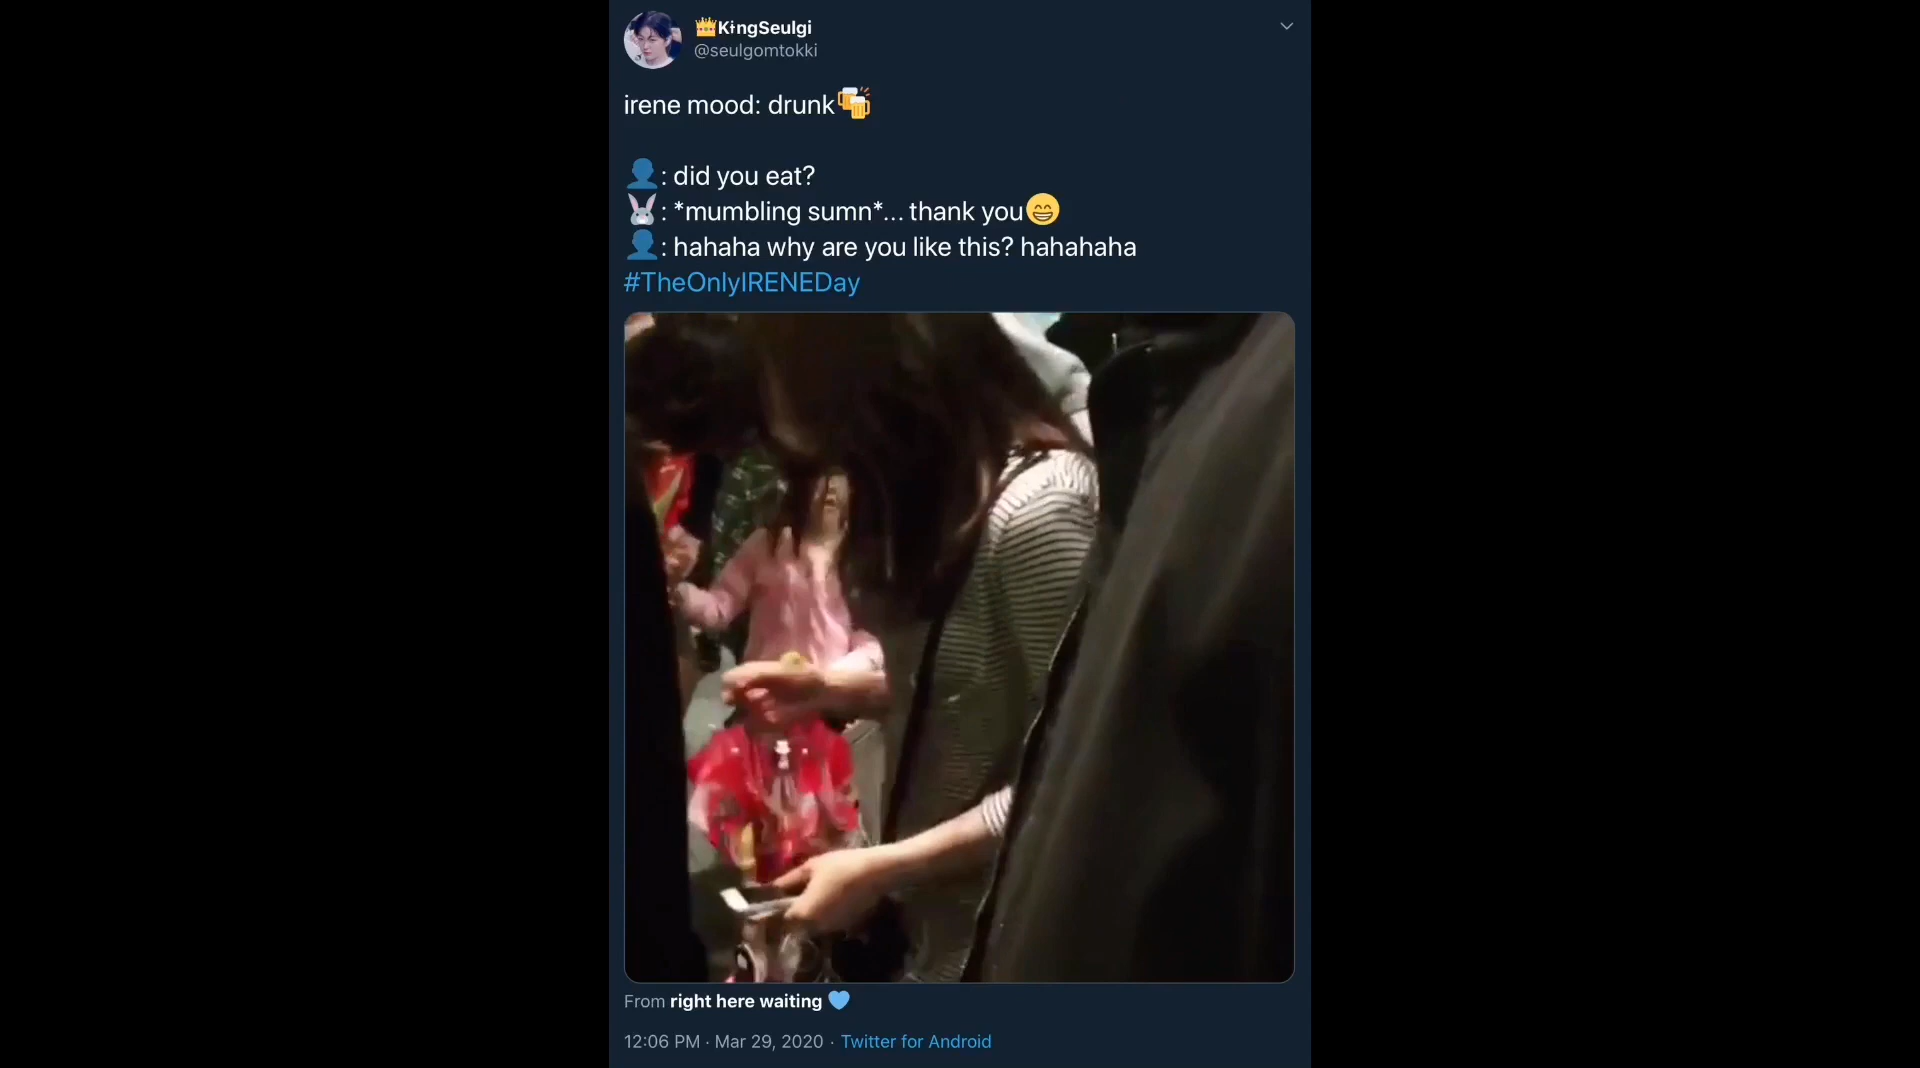 👑KɨngSeulgi
@seulgomtokki
irene mood: drunk🍻
👤: did you eat?
🐰: *mumbling sumn*... thank you😁
👤: hahaha why are you like this? hahahaha
#TheOnlyIRENEDay
From right here waiting 💙
12:06 PM · Mar 29, 2020 · Twitter for Android